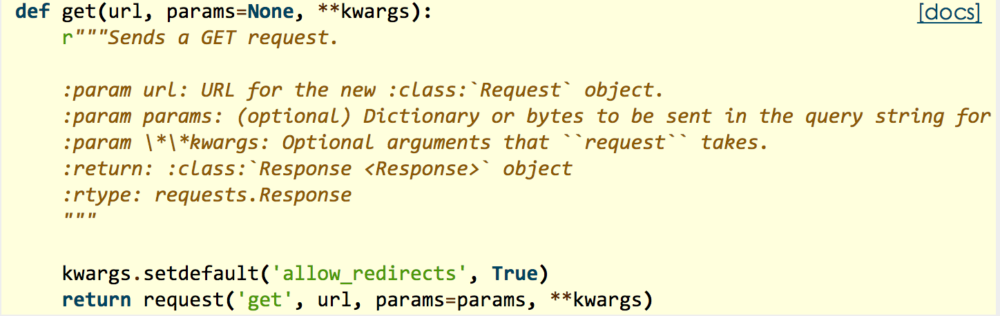 def get(url, params=None, **kwargs): [docs]
    r"""Sends a GET request.

    :param url: URL for the new :class:`Request` object.
    :param params: (optional) Dictionary or bytes to be sent in the query string for
    :param \*\*kwargs: Optional arguments that ``request`` takes.
    :return: :class:`Response <Response>` object
    :rtype: requests.Response
    """

    kwargs.setdefault('allow_redirects', True)
    return request('get', url, params=params, **kwargs)